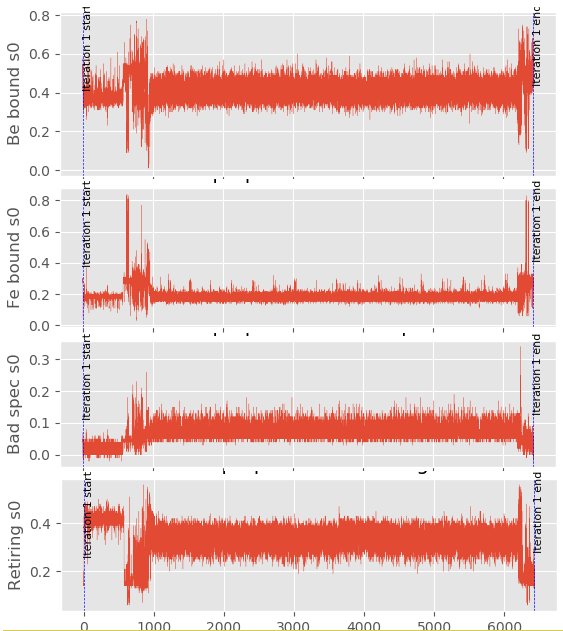 Be bound s0
0.8
0.6
0.4
0.2
0.0
Iteration 1 start
Iteration 1 end
Fe bound s0
0.8
0.6
0.4
0.2
0.0
Iteration 1 start
Iteration 1 end
Bad spec s0
0.3
0.2
0.1
0.0
Iteration 1 start
Iteration 1 end
Retiring s0
0.4
0.2
Iteration 1 start
Iteration 1 end
0 1000 2000 3000 4000 5000 6000